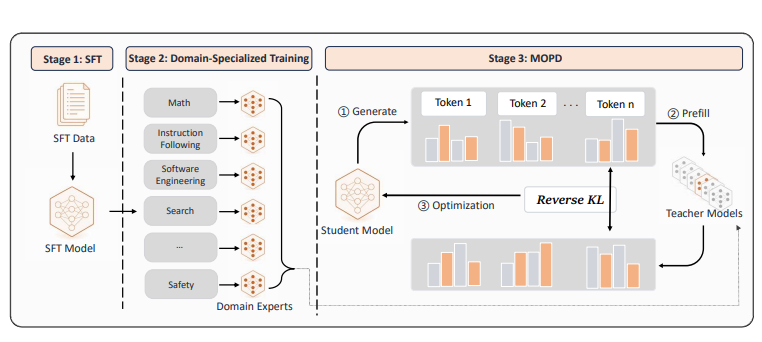 Stage 1: SFT
Stage 2: Domain-Specialized Training
Stage 3: MOPD
SFT Data
SFT Model
Math
Instruction
Following
Software
Engineering
Search
...
Safety
Domain Experts
① Generate
Token 1
Token 2
. . .
Token n
② Prefill
Student Model
③ Optimization
Reverse KL
Teacher Models